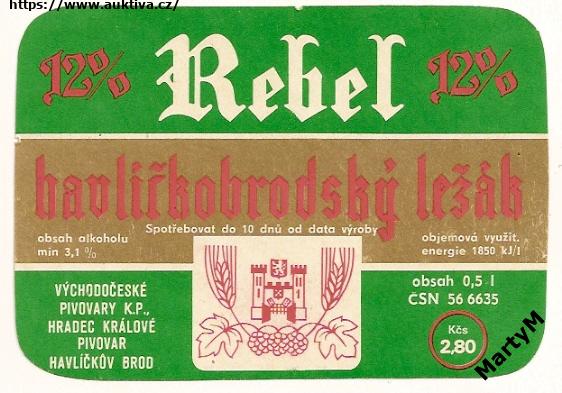 https://www.auktiva.cz/
12% Rebel 12%
havlíčkobrodský ležák
Spotřebovat do 10 dnů od data výroby
obsah alkoholu
min 3,1 %
objemová využit.
energie 1850 kJ/l
VÝCHODOČESKÉ
PIVOVARY K.P.,
HRADEC KRÁLOVÉ
PIVOVAR
HAVLÍČKŮV BROD
obsah 0,5 l
ČSN 56 6635
Kčs
2,80
MartyM